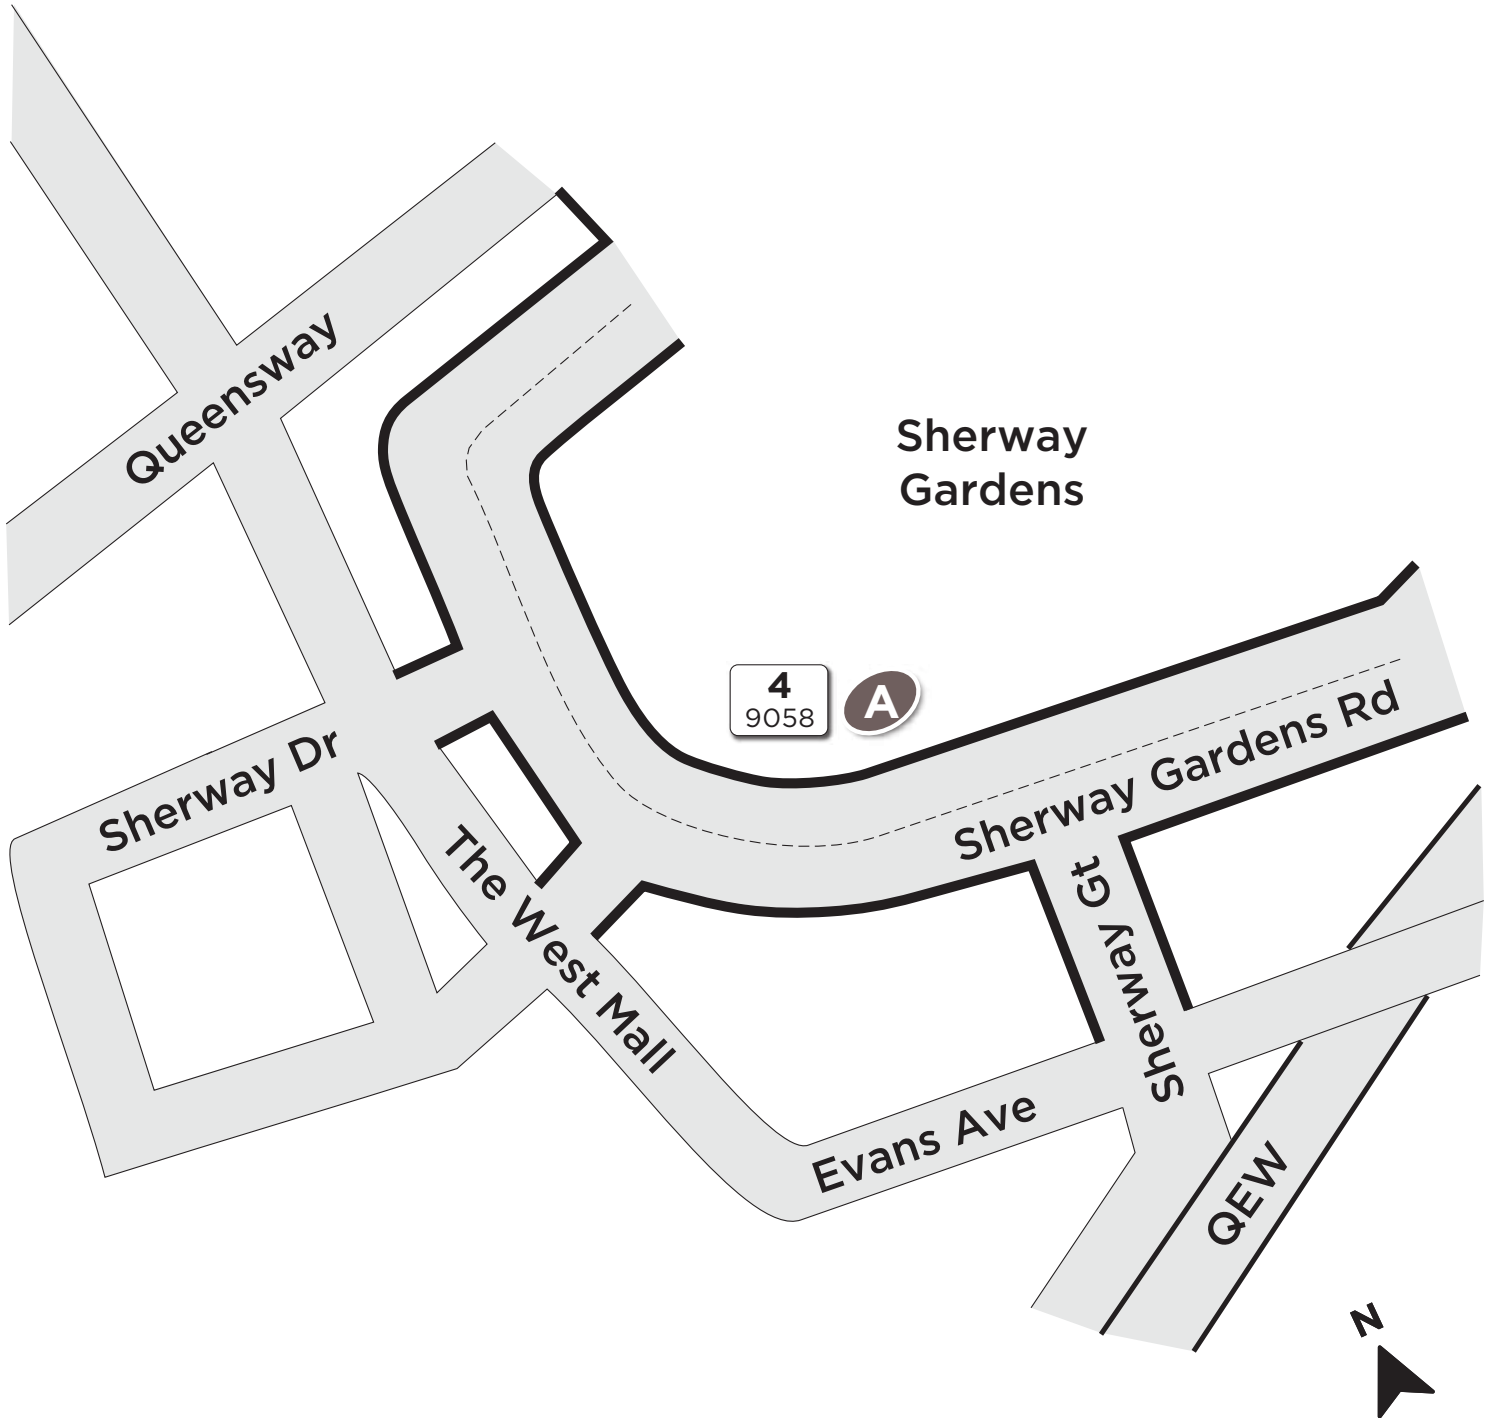 Queensway
Sherway
Gardens
4
9058
A
Sherway Gardens Rd
Sherway Dr
The West Mall
Sherway Gt
Evans Ave
QEW
N